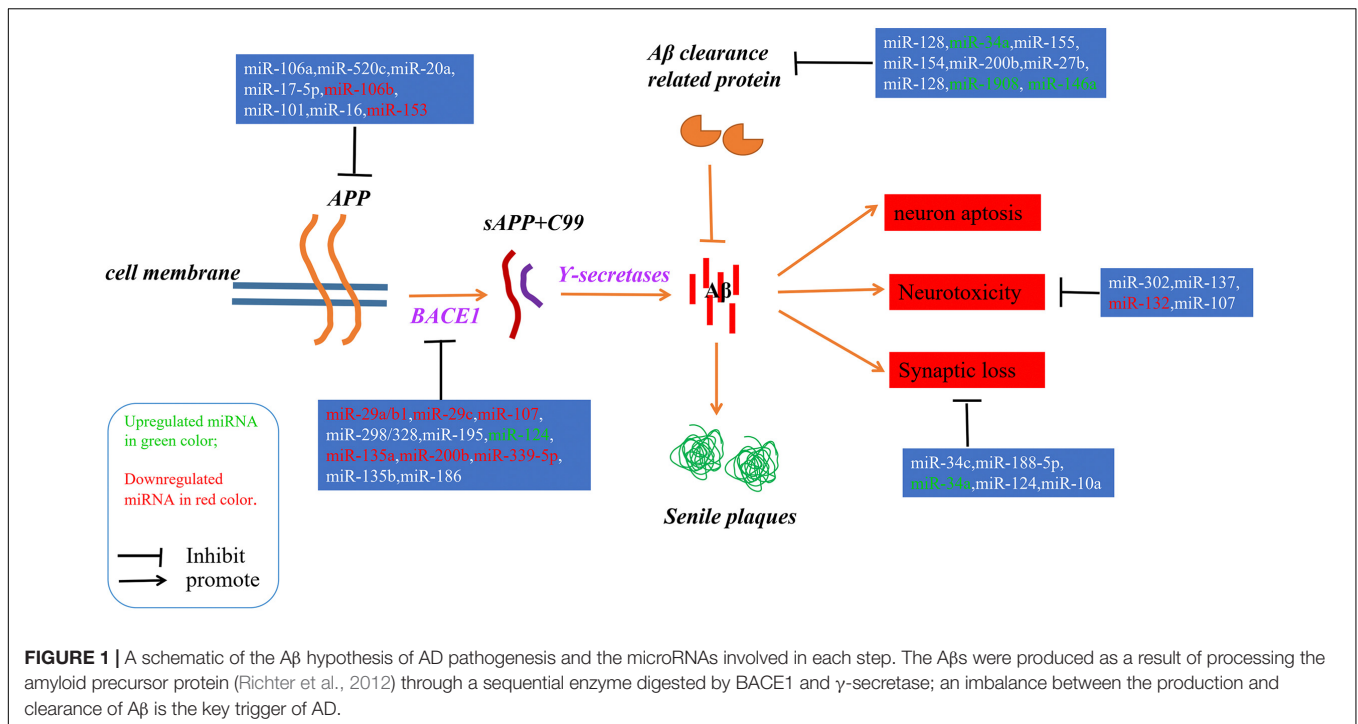 miR-106a,miR-520c,miR-20a,
miR-17-5p,miR-106b,
miR-101,miR-16,miR-153
Aβ clearance
related protein
miR-128,miR-34a,miR-155,
miR-154,miR-200b,miR-27b,
miR-128,miR-1908, miR-146a
APP
cell membrane
sAPP+C99
BACE1
Y-secretases
Aβ
neuron aptosis
Neurotoxicity
Synaptic loss
miR-302,miR-137,
miR-132,miR-107
miR-29a/b1,miR-29c,miR-107,
miR-298/328,miR-195,miR-124,
miR-135a,miR-200b,miR-339-5p,
miR-135b,miR-186
miR-34c,miR-188-5p,
miR-34a,miR-124,miR-10a
Senile plaques
Upregulated miRNA
in green color;
Downregulated
miRNA in red color.
Inhibit
promote
FIGURE 1 | A schematic of the Aβ hypothesis of AD pathogenesis and the microRNAs involved in each step. The Aβs were produced as a result of processing the
amyloid precursor protein (Richter et al., 2012) through a sequential enzyme digested by BACE1 and γ-secretase; an imbalance between the production and
clearance of Aβ is the key trigger of AD.